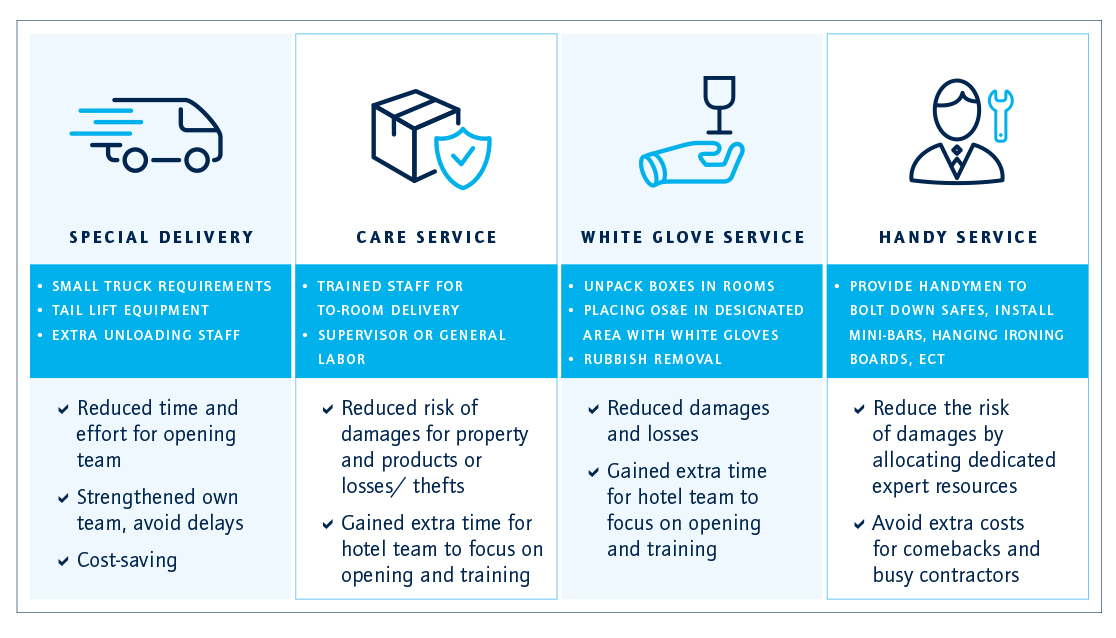 SPECIAL DELIVERY
• SMALL TRUCK REQUIREMENTS
• TAIL LIFT EQUIPMENT
• EXTRA UNLOADING STAFF
Reduced time and
effort for opening
team
Strengthened own
team, avoid delays
Cost-saving
CARE SERVICE
• TRAINED STAFF FOR
TO-ROOM DELIVERY
• SUPERVISOR OR GENERAL
LABOR
Reduced risk of
damages for property
and products or
losses/ thefts
Gained extra time for
hotel team to focus on
opening and training
WHITE GLOVE SERVICE
• UNPACK BOXES IN ROOMS
• PLACING OS&E IN DESIGNATED
AREA WITH WHITE GLOVES
• RUBBISH REMOVAL
Reduced damages
and losses
Gained extra time
for hotel team to
focus on opening
and training
HANDY SERVICE
• PROVIDE HANDYMEN TO
BOLT DOWN SAFES, INSTALL
MINI-BARS, HANGING IRONING
BOARDS, ECT
Reduce the risk
of damages by
allocating dedicated
expert resources
Avoid extra costs
for comebacks and
busy contractors